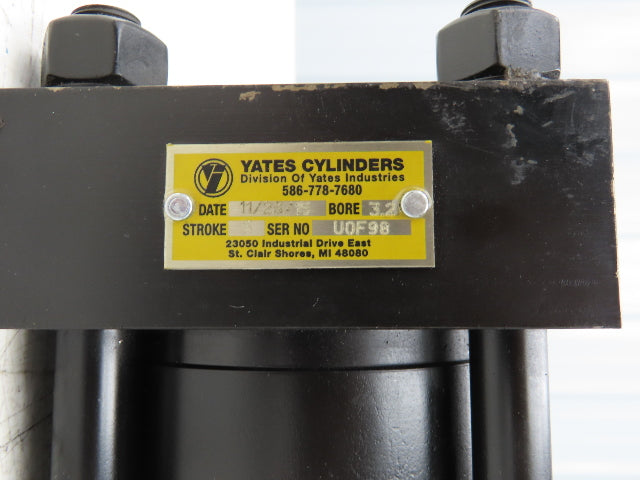 YATES CYLINDERS
Division Of Yates Industries
586-778-7680
DATE BORE
STROKE SER NO UOF98
23050 Industrial Drive East
St. Clair Shores, MI 48080